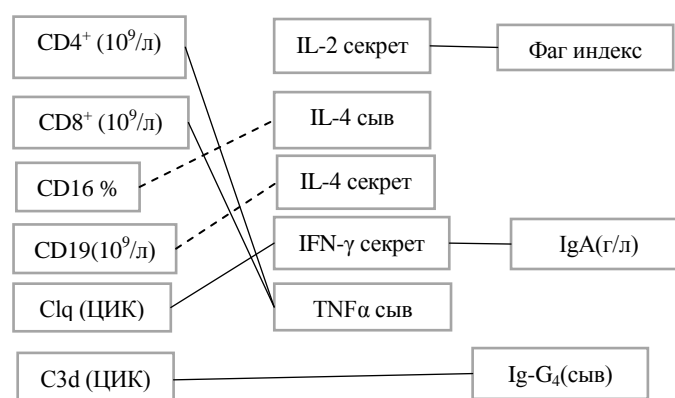 CD4⁺ (10⁹/л)
IL-2 секрет
Фаг индекс
CD8⁺ (10⁹/л)
IL-4 сыв
CD16 %
IL-4 секрет
CD19(10⁹/л)
IFN-γ секрет
IgA(г/л)
Clq (ЦИК)
TNFα сыв
C3d (ЦИК)
Ig-G₄(сыв)